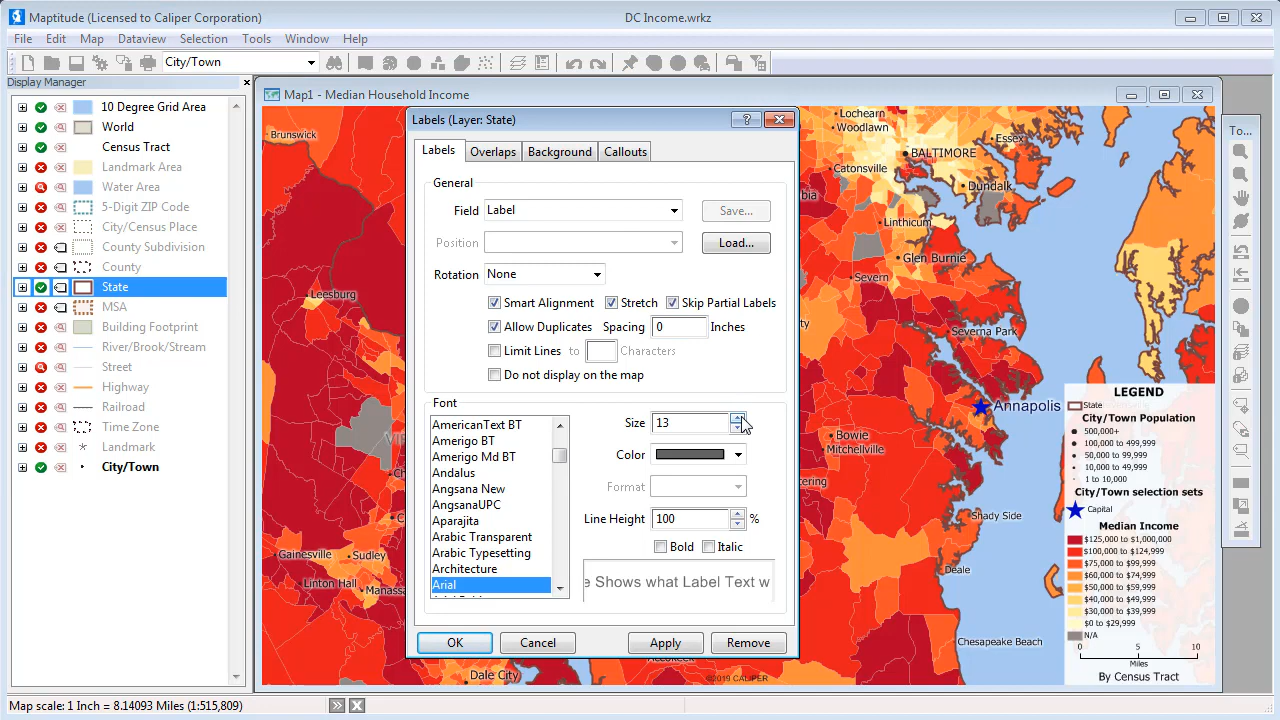 Maptitude (Licensed to Caliper Corporation)
DC Income.wrkz
File Edit Map Dataview Selection Tools Window Help
City/Town
Display Manager
10 Degree Grid Area
World
Census Tract
Landmark Area
Water Area
5-Digit ZIP Code
City/Census Place
County Subdivision
County
State
MSA
Building Footprint
River/Brook/Stream
Street
Highway
Railroad
Time Zone
Landmark
City/Town
Map1 - Median Household Income
Brunswick
Leesburg
Gainesville
Sudley
Linton Hall
Manassa
Dale City
©2019 CALIPER
Lochearn
Woodlawn
Essex
BALTIMORE
Catonsville
Dundalk
Linthicum
Glen Burnie
Severn
Severna Park
Annapolis
Bowie
Mitchellville
Shady Side
Deale
Chesapeake Beach
Labels (Layer: State)
Labels Overlaps Background Callouts
General
Field Label Save...
Position Load...
Rotation None
Smart Alignment Stretch Skip Partial Labels
Allow Duplicates Spacing 0 Inches
Limit Lines to Characters
Do not display on the map
Font
AmericanText BT
Amerigo BT
Amerigo Md BT
Andalus
Angsana New
AngsanaUPC
Aparajita
Arabic Transparent
Arabic Typesetting
Architecture
Arial
Size 13
Color
Format
Line Height 100 %
Bold Italic
e Shows what Label Text w
OK Cancel Apply Remove
LEGEND
State
City/Town Population
500,000+
100,000 to 499,999
50,000 to 99,999
10,000 to 49,999
1 to 10,000
City/Town selection sets
Capital
Median Income
$125,000 to $1,000,000
$100,000 to $124,999
$75,000 to $99,999
$60,000 to $74,999
$50,000 to $59,999
$40,000 to $49,999
$30,000 to $39,999
$0 to $29,999
N/A
0 5 10
Miles
By Census Tract
To...
Map scale: 1 Inch = 8.14093 Miles (1:515,809)